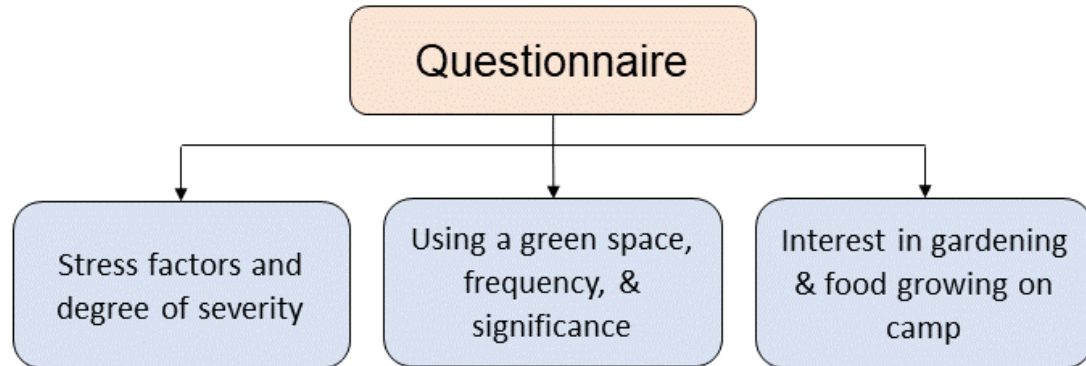 Questionnaire
Stress factors and
degree of severity
Using a green space,
frequency, &
significance
Interest in gardening
& food growing on
camp